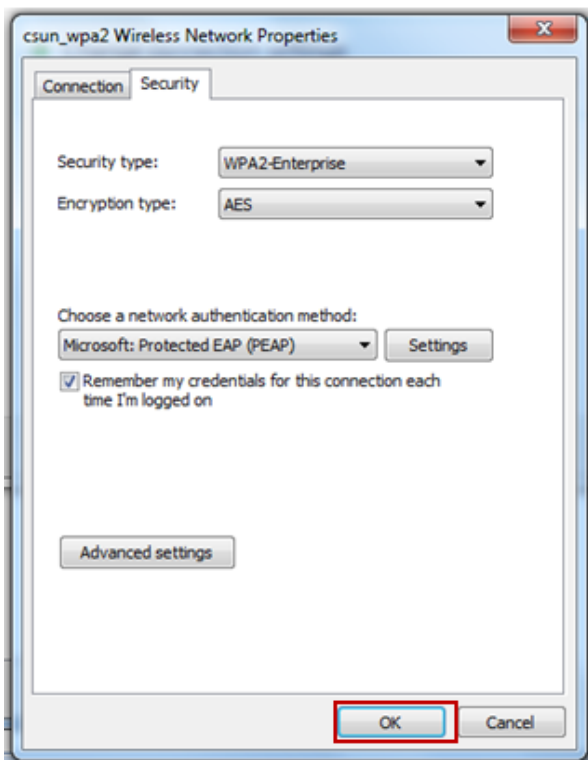 csun_wpa2 Wireless Network Properties
Connection Security
Security type: WPA2-Enterprise
Encryption type: AES
Choose a network authentication method:
Microsoft: Protected EAP (PEAP) Settings
Remember my credentials for this connection each
time I'm logged on
Advanced settings
OK Cancel